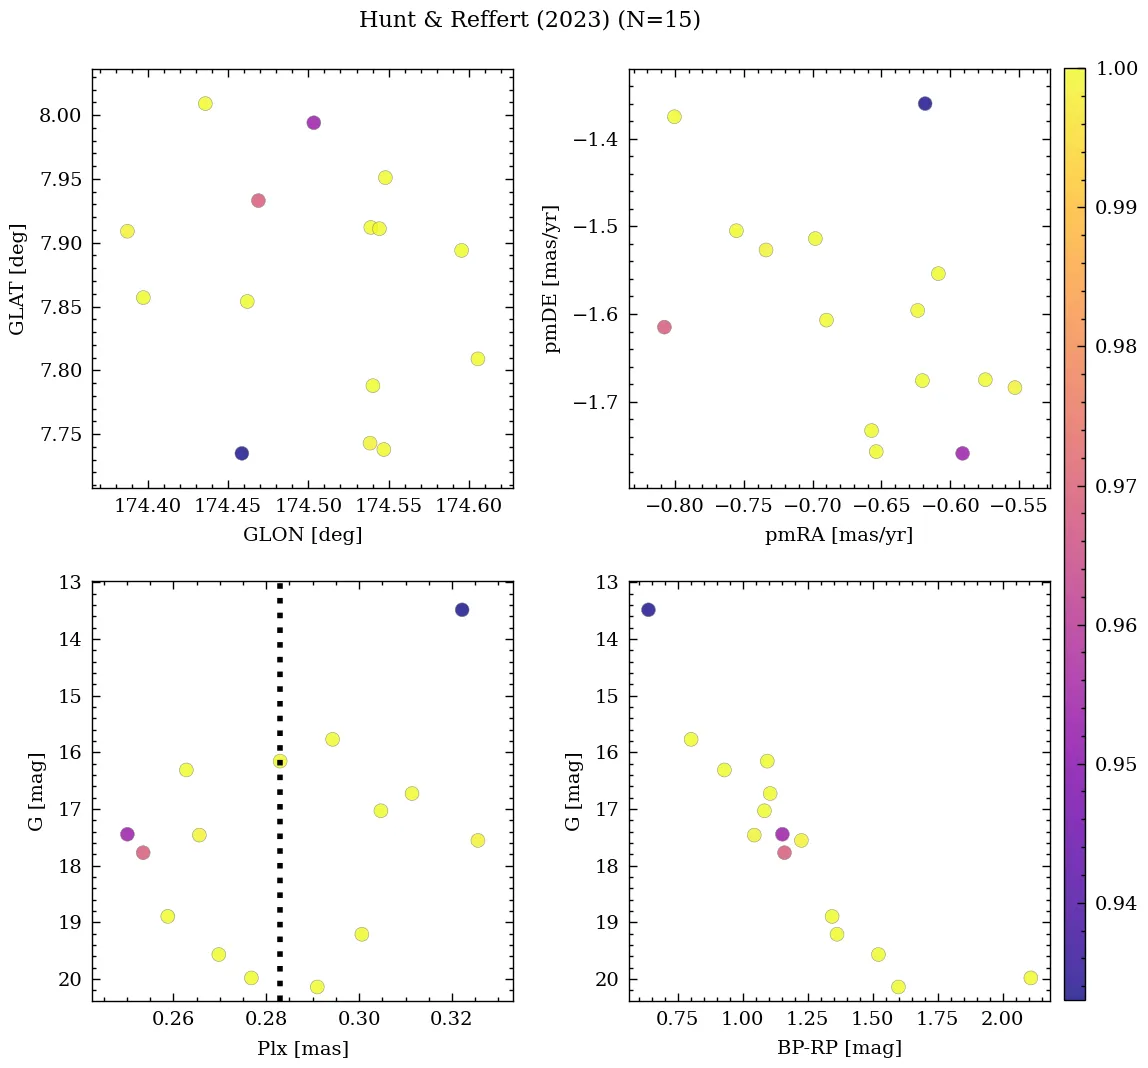 Hunt & Reffert (2023) (N=15)
8.00
7.95
7.90
7.85
7.80
7.75
GLAT [deg]
174.40 174.45 174.50 174.55 174.60
GLON [deg]
−1.4
−1.5
−1.6
−1.7
pmDE [mas/yr]
−0.80 −0.75 −0.70 −0.65 −0.60 −0.55
pmRA [mas/yr]
13
14
15
16
17
18
19
20
G [mag]
0.26 0.28 0.30 0.32
Plx [mas]
13
14
15
16
17
18
19
20
G [mag]
0.75 1.00 1.25 1.50 1.75 2.00
BP-RP [mag]
1.00
0.99
0.98
0.97
0.96
0.95
0.94